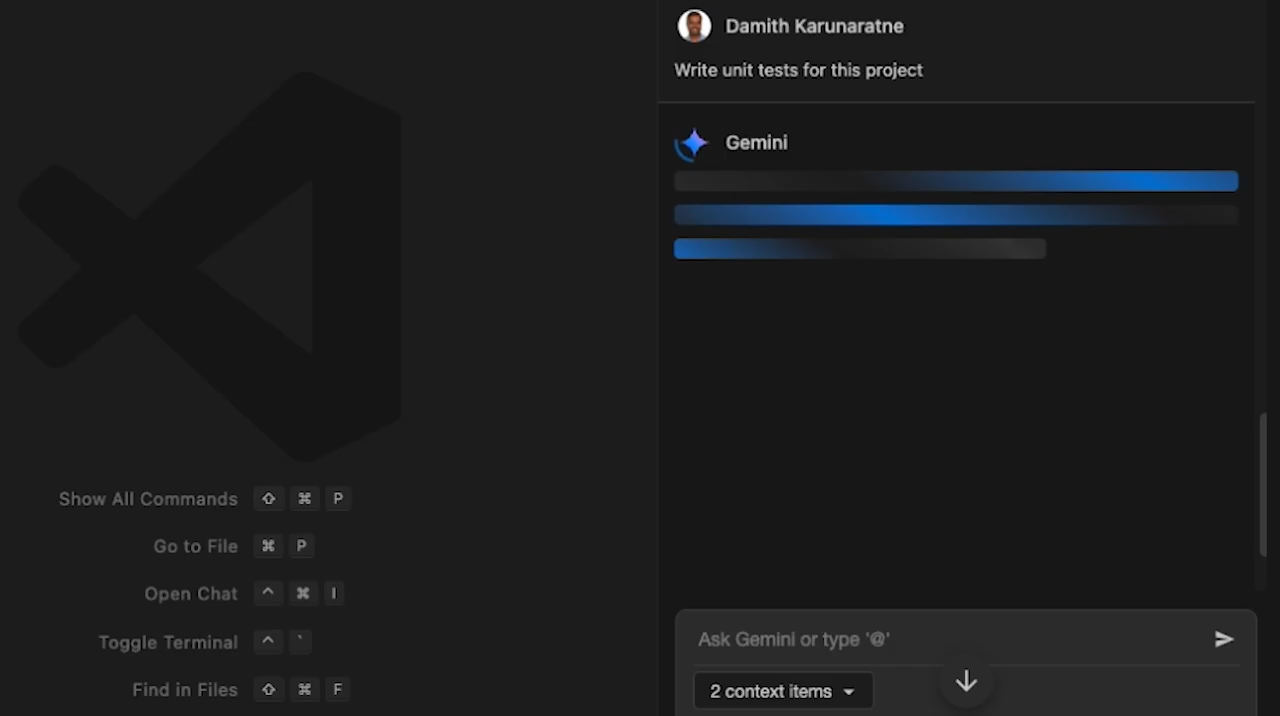 Damith Karunaratne
Write unit tests for this project
Gemini
Show All Commands ⇧ ⌘ P
Go to File ⌘ P
Open Chat ^ ⌘ I
Toggle Terminal ^ `
Find in Files ⇧ ⌘ F
Ask Gemini or type '@'
2 context items